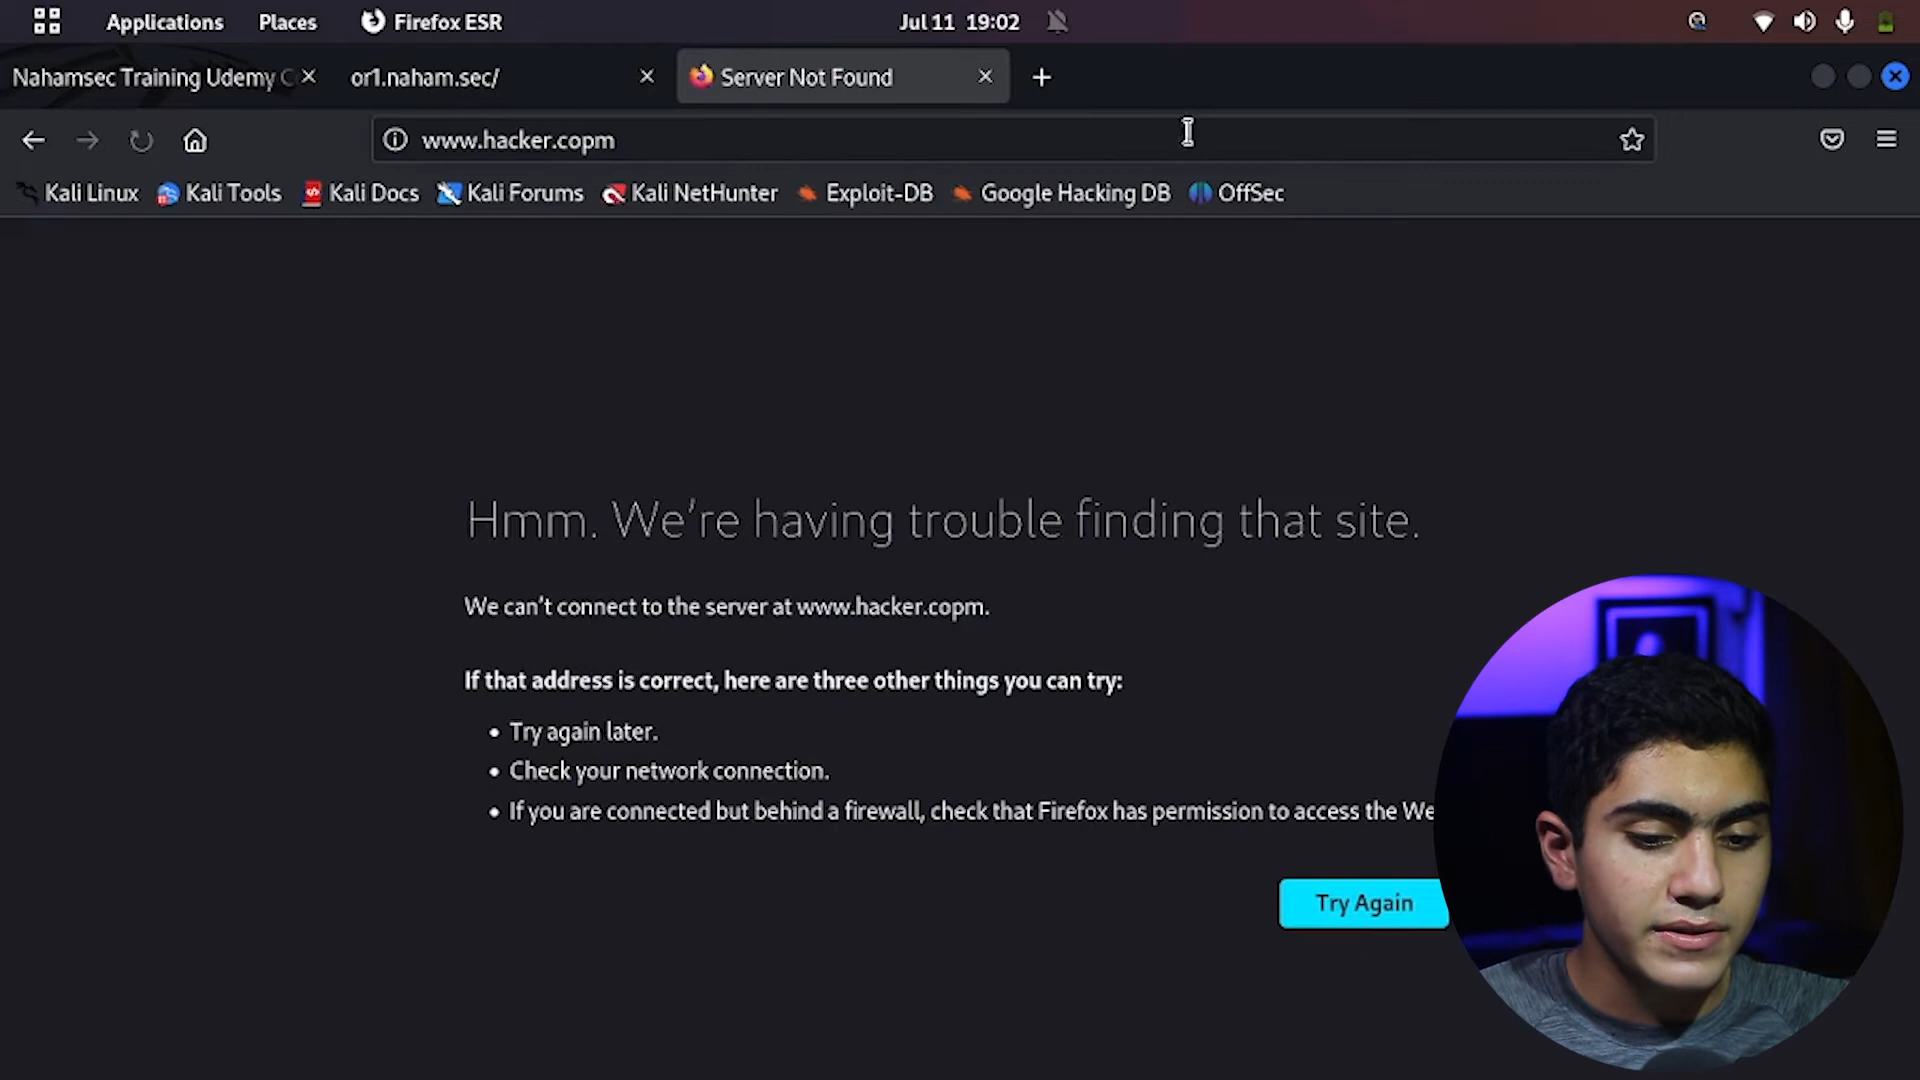 Applications Places Firefox ESR Jul 11 19:02
Nahamsec Training Udemy C or1.naham.sec/ Server Not Found
www.hacker.copm
Kali Linux Kali Tools Kali Docs Kali Forums Kali NetHunter Exploit-DB Google Hacking DB OffSec
Hmm. We're having trouble finding that site.
We can't connect to the server at www.hacker.copm.
If that address is correct, here are three other things you can try:
Try again later.
Check your network connection.
If you are connected but behind a firewall, check that Firefox has permission to access the We
Try Again